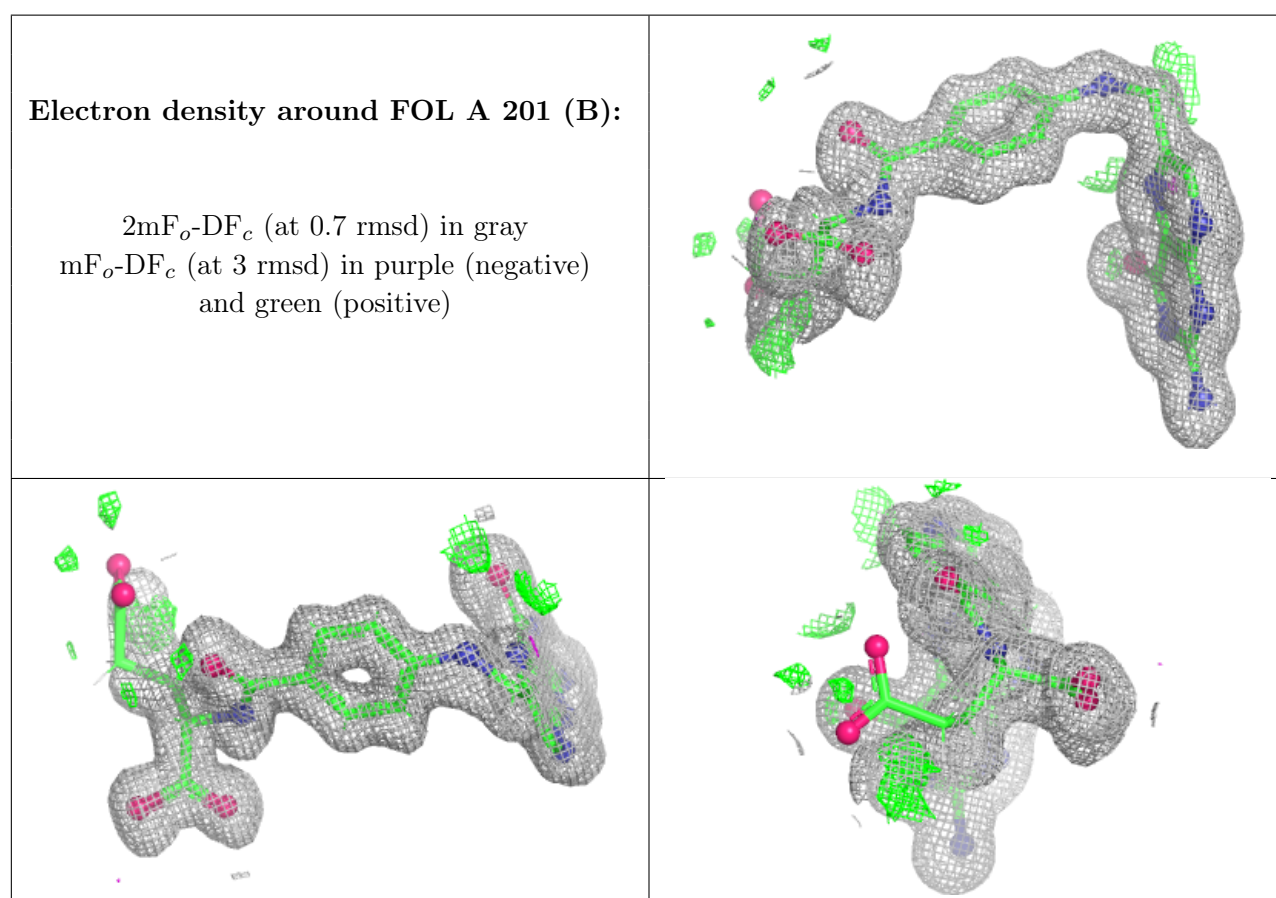 Electron density around FOL A 201 (B):
2mFo-DFc (at 0.7 rmsd) in gray
mFo-DFc (at 3 rmsd) in purple (negative)
and green (positive)